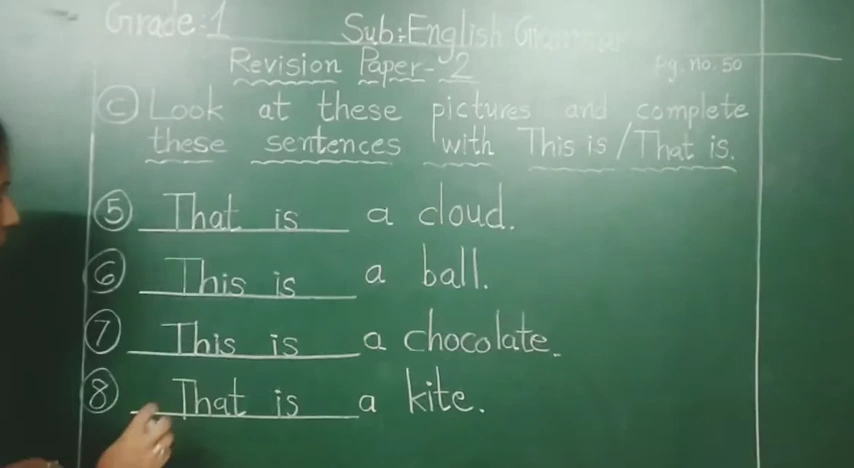 Grade:1 Sub:English Grammar
Revision Paper-2 Pg.no.50
C Look at these pictures and complete
these sentences with This is/That is.
5 That is a cloud.
6 This is a ball.
7 This is a chocolate.
8 That is a kite.